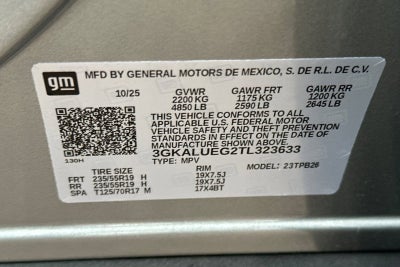 gm
MFD BY GENERAL MOTORS DE MEXICO, S. DE R.L. DE C.V.
10/25 GVWR GAWR FRT GAWR RR
2200 KG 1175 KG 1200 KG
4850 LB 2590 LB 2645 LB
THIS VEHICLE CONFORMS TO ALL
APPLICABLE U.S. FEDERAL MOTOR
VEHICLE SAFETY AND THEFT PREVENTION
STANDARDS IN EFFECT ON THE DATE OF
MANUFACTURE SHOWN ABOVE.
3GKALUEG2TL323633
130H
TYPE: MPV MODEL: 23TPB26
TIRE SIZE RIM
FRT 235/55R19 H 19X7.5J
RR 235/55R19 H 19X7.5J
SPA T125/70R17 M 17X4BT